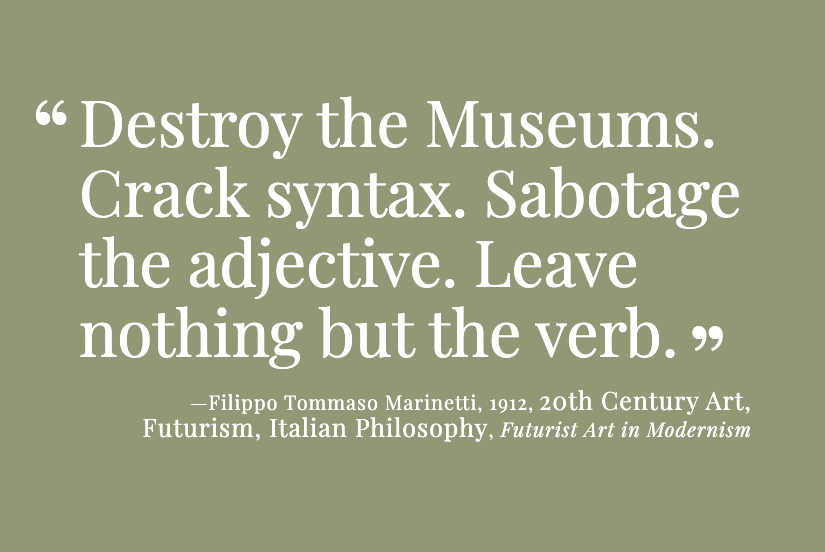 “ Destroy the Museums.
Crack syntax. Sabotage
the adjective. Leave
nothing but the verb. ”
—Filippo Tommaso Marinetti, 1912, 20th Century Art,
Futurism, Italian Philosophy, Futurist Art in Modernism